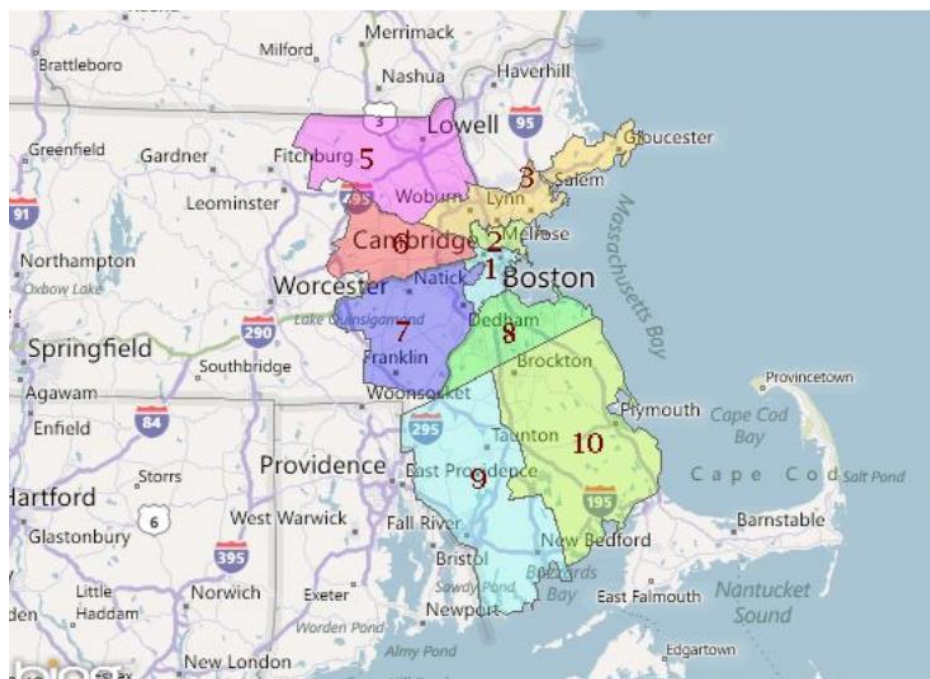 Merrimack
Milford
Brattleboro
Nashua
Haverhill
3
Lowell
95
Gloucester
Greenfield
Gardner
Fitchburg
5
3
Salem
Leominster
495
Woburn
Lynn
91
Cambridge
6
2
Melrose
Massachusetts Bay
Northampton
Oxbow Lake
1
Boston
Worcester
Natick
Lake Quinsigamond
Dedham
290
7
8
Springfield
Franklin
Brockton
Southbridge
Provincetown
Agawam
Woonsocket
Plymouth
Cape Cod
Bay
84
Enfield
295
Taunton
10
Providence
East Providence
Storrs
9
Cape Cod
Salt Pond
Hartford
6
195
West Warwick
Fall River
Barnstable
Glastonbury
New Bedford
395
Bristol
Buzzards
Bay
Nantucket
Sound
Little
Haddam
Norwich
Exeter
Sawdy Pond
East Falmouth
Newport
Worden Pond
Almy Pond
Edgartown
New London
bing